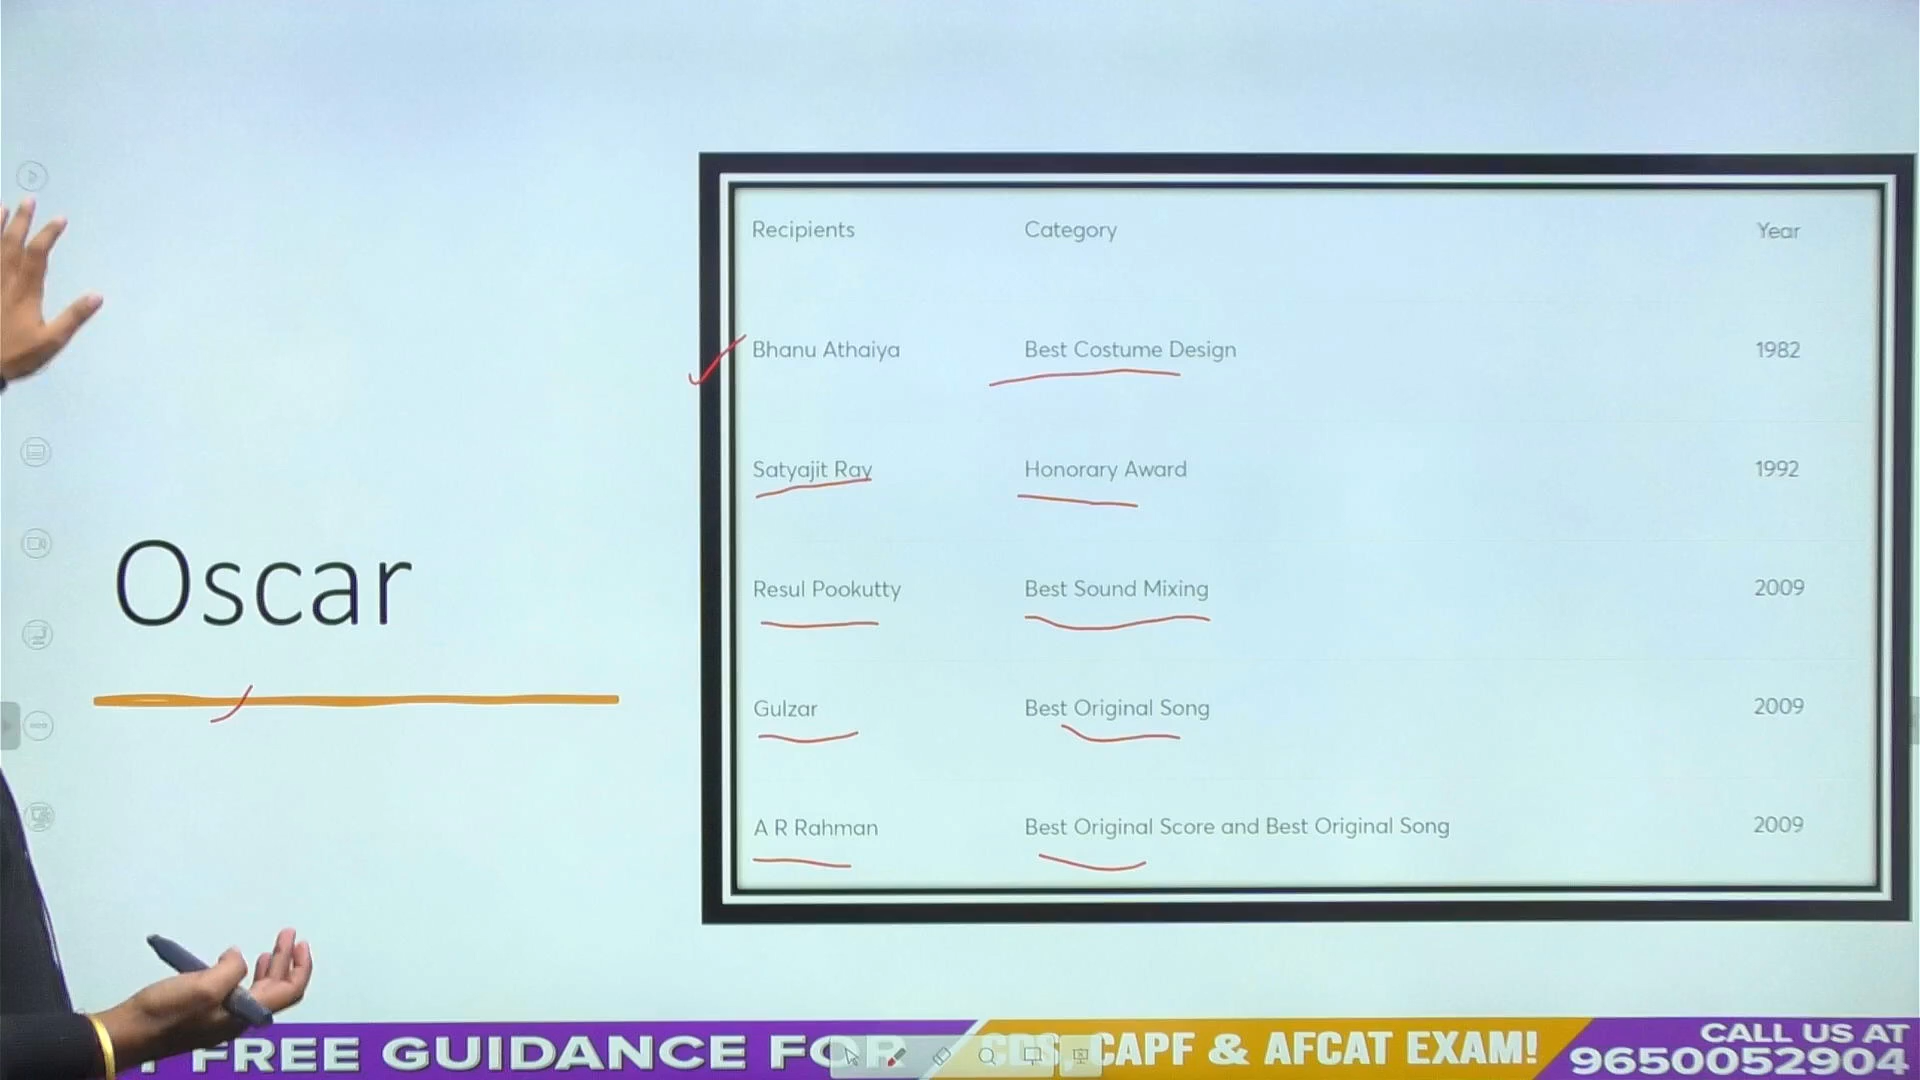 Oscar
Recipients Category Year
Bhanu Athaiya Best Costume Design 1982
Satyajit Ray Honorary Award 1992
Resul Pookutty Best Sound Mixing 2009
Gulzar Best Original Song 2009
A R Rahman Best Original Score and Best Original Song 2009
FREE GUIDANCE FOR CDS, CAPF & AFCAT EXAM!
CALL US AT
9650052904